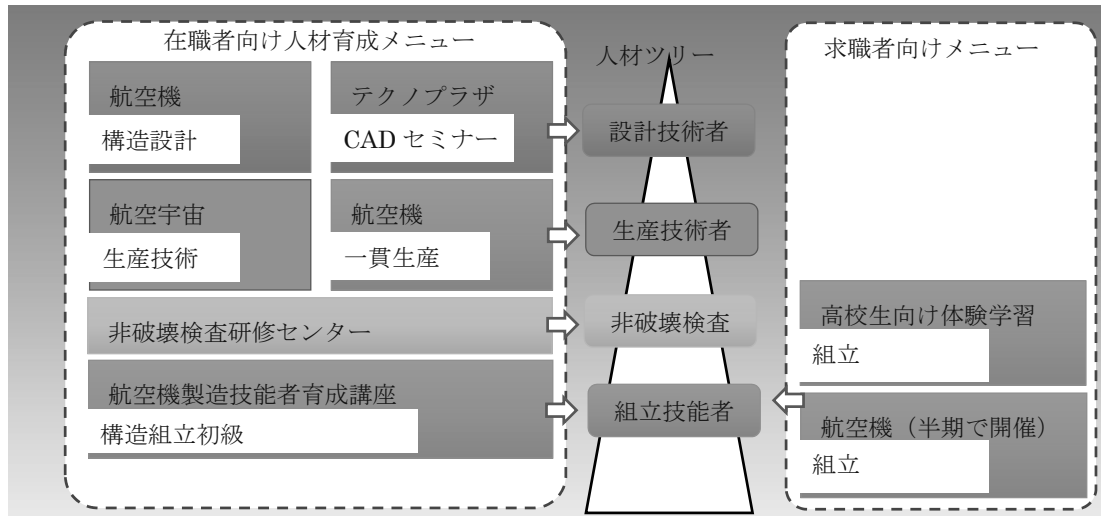 在職者向け人材育成メニュー
航空機
構造設計
テクノプラザ
CAD セミナー
航空宇宙
生産技術
航空機
一貫生産
非破壊検査研修センター
航空機製造技能者育成講座
構造組立初級
人材ツリー
設計技術者
生産技術者
非破壊検査
組立技能者
求職者向けメニュー
高校生向け体験学習
組立
航空機（半期で開催）
組立